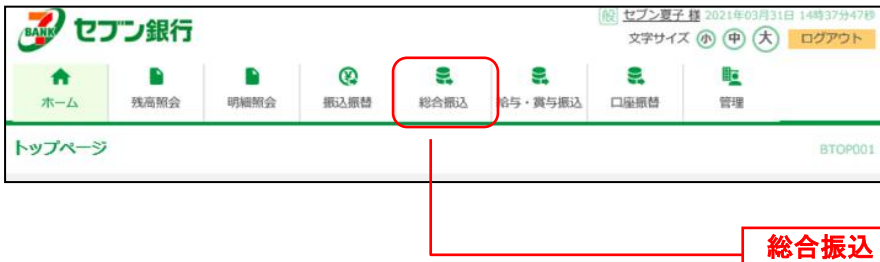 BANK セブン銀行
般 セブン夏子 様 2021年03月31日 14時37分47秒
文字サイズ 小 中 大 ログアウト
ホーム 残高照会 明細照会 振込振替 総合振込 給与・賞与振込 口座振替 管理
トップページ BTOP001
総合振込